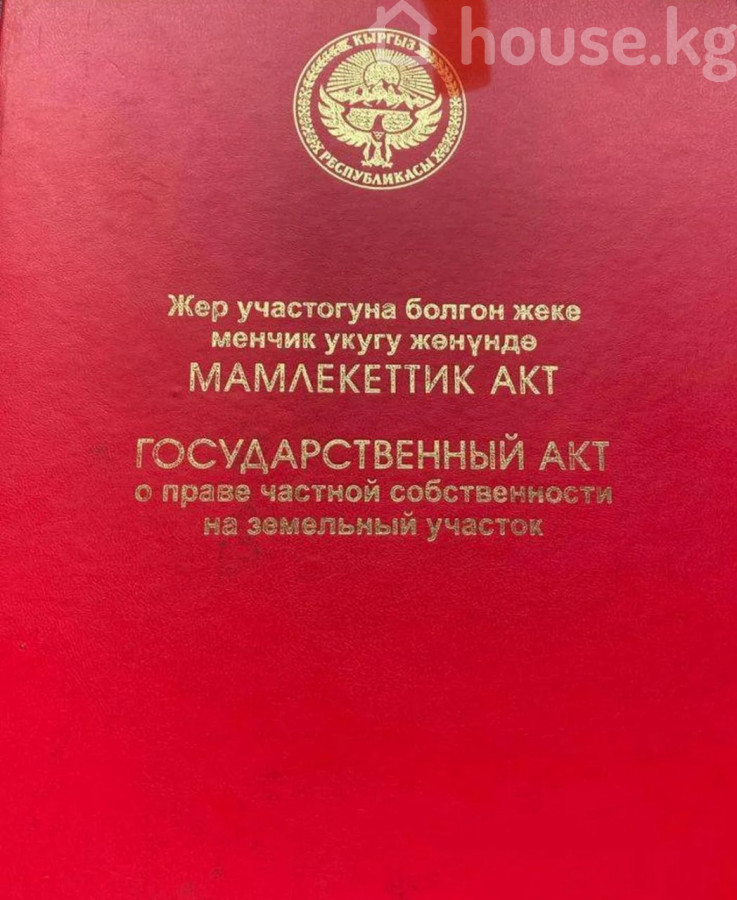 house.kg
КЫРГЫЗ
РЕСПУБЛИКАСЫ
Жер участогуна болгон жеке
менчик укугу жөнүндө
МАМЛЕКЕТТИК АКТ
ГОСУДАРСТВЕННЫЙ АКТ
о праве частной собственности
на земельный участок